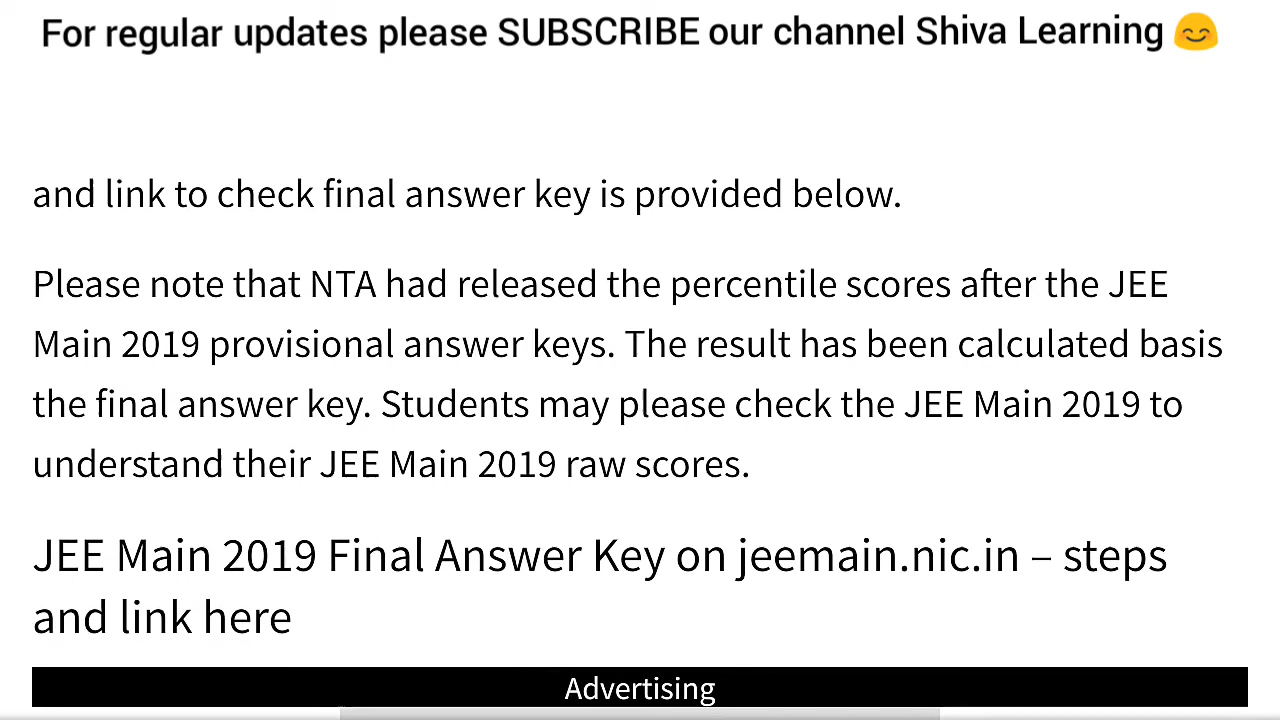 For regular updates please SUBSCRIBE our channel Shiva Learning 😊
and link to check final answer key is provided below.
Please note that NTA had released the percentile scores after the JEE
Main 2019 provisional answer keys. The result has been calculated basis
the final answer key. Students may please check the JEE Main 2019 to
understand their JEE Main 2019 raw scores.
JEE Main 2019 Final Answer Key on jeemain.nic.in – steps
and link here
Advertising